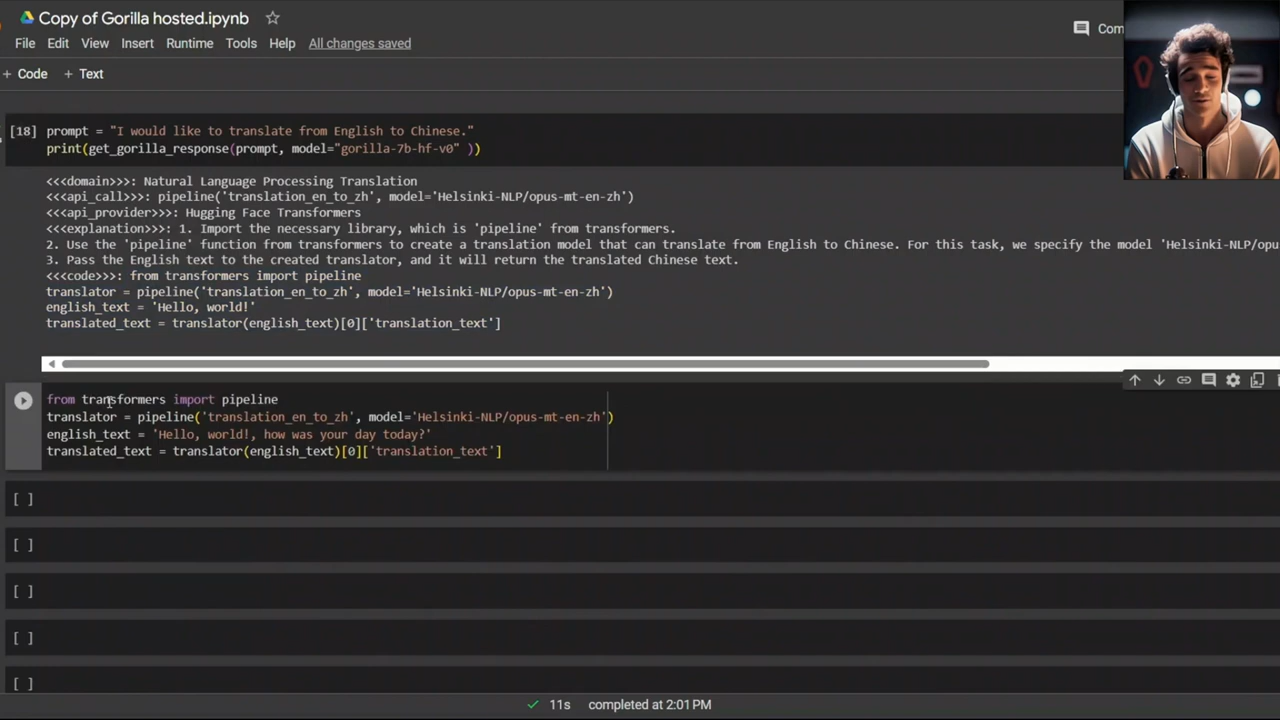 Copy of Gorilla hosted.ipynb
File Edit View Insert Runtime Tools Help All changes saved
+ Code + Text
[18] prompt = "I would like to translate from English to Chinese."
print(get_gorilla_response(prompt, model="gorilla-7b-hf-v0" ))
<<<domain>>>: Natural Language Processing Translation
<<<api_call>>>: pipeline('translation_en_to_zh', model='Helsinki-NLP/opus-mt-en-zh')
<<<api_provider>>>: Hugging Face Transformers
<<<explanation>>>: 1. Import the necessary library, which is 'pipeline' from transformers.
2. Use the 'pipeline' function from transformers to create a translation model that can translate from English to Chinese. For this task, we specify the model 'Helsinki-NLP/opus
3. Pass the English text to the created translator, and it will return the translated Chinese text.
<<<code>>>: from transformers import pipeline
translator = pipeline('translation_en_to_zh', model='Helsinki-NLP/opus-mt-en-zh')
english_text = 'Hello, world!'
translated_text = translator(english_text)[0]['translation_text']
from transformers import pipeline
translator = pipeline('translation_en_to_zh', model='Helsinki-NLP/opus-mt-en-zh')
english_text = 'Hello, world!, how was your day today?'
translated_text = translator(english_text)[0]['translation_text']
[ ]
[ ]
[ ]
[ ]
[ ]
11s completed at 2:01 PM